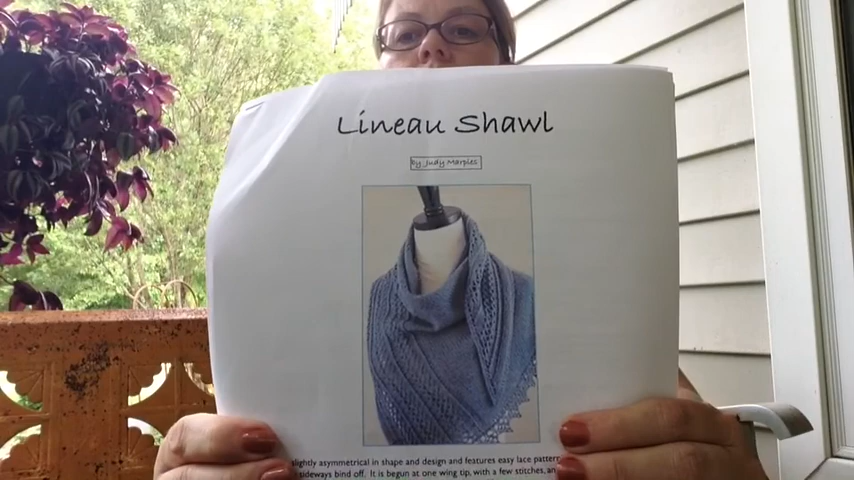 Lineau Shawl
by Judy Marples
slightly asymmetrical in shape and design and features easy lace pattern
sideways bind off. It is begun at one wing tip, with a few stitches, an